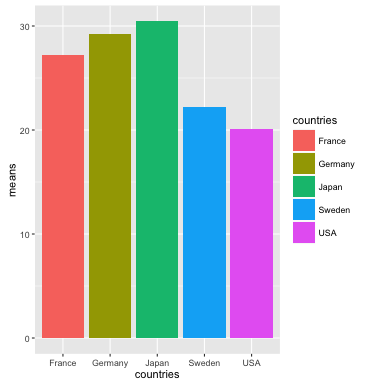 means
30
20
10
0
France Germany Japan Sweden USA
countries
countries
France
Germany
Japan
Sweden
USA